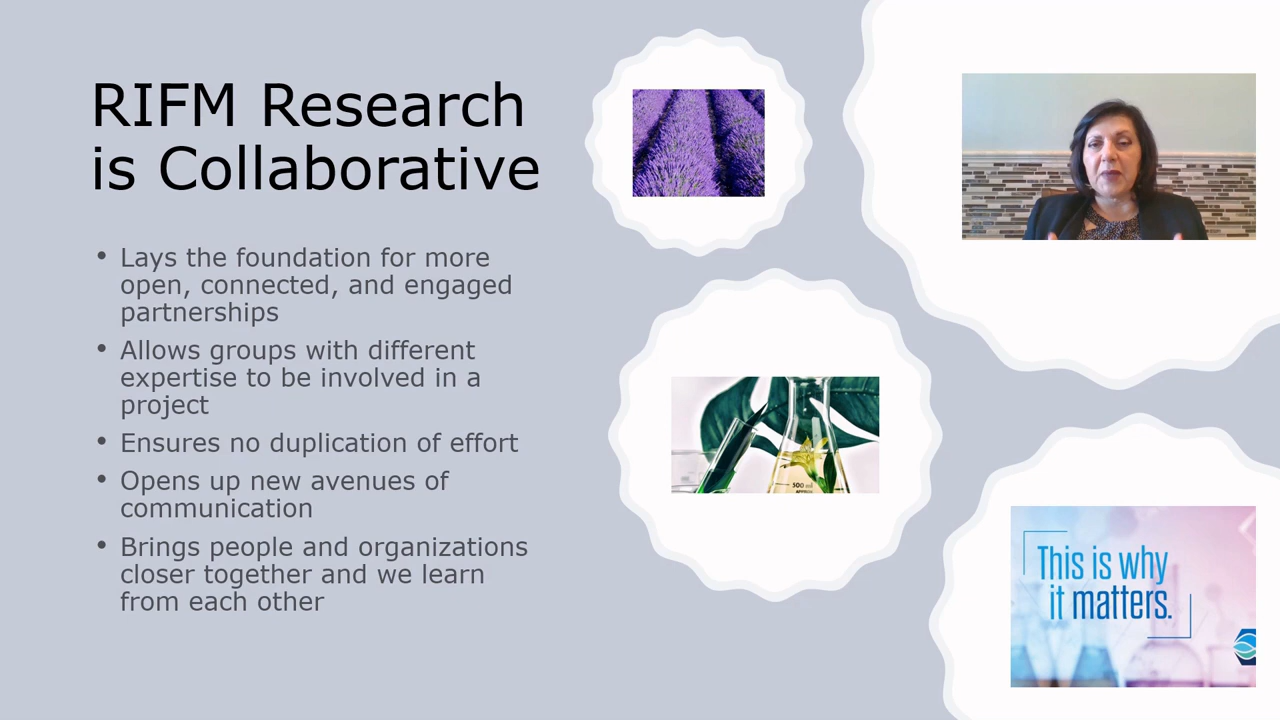 RIFM Research
is Collaborative
• Lays the foundation for more
open, connected, and engaged
partnerships
• Allows groups with different
expertise to be involved in a
project
• Ensures no duplication of effort
• Opens up new avenues of
communication
• Brings people and organizations
closer together and we learn
from each other
500 ml
This is why
it matters.